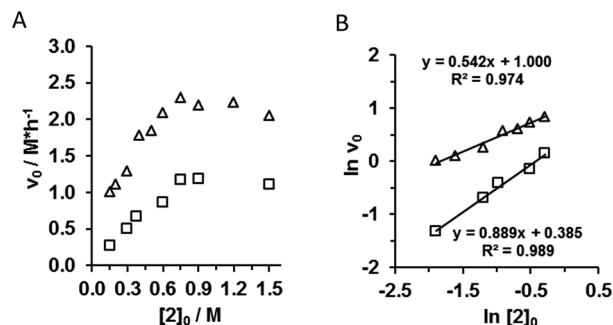 A
B
3.0
2.5
2.0
1.5
1.0
0.5
0.0
v₀ / M*h⁻¹
0.0 0.3 0.6 0.9 1.2 1.5
[2]₀ / M
y = 0.542x + 1.000
R² = 0.974
2
1
0
-1
-2
ln v₀
y = 0.889x + 0.385
R² = 0.989
-2.5 -1.5 -0.5 0.5
ln [2]₀